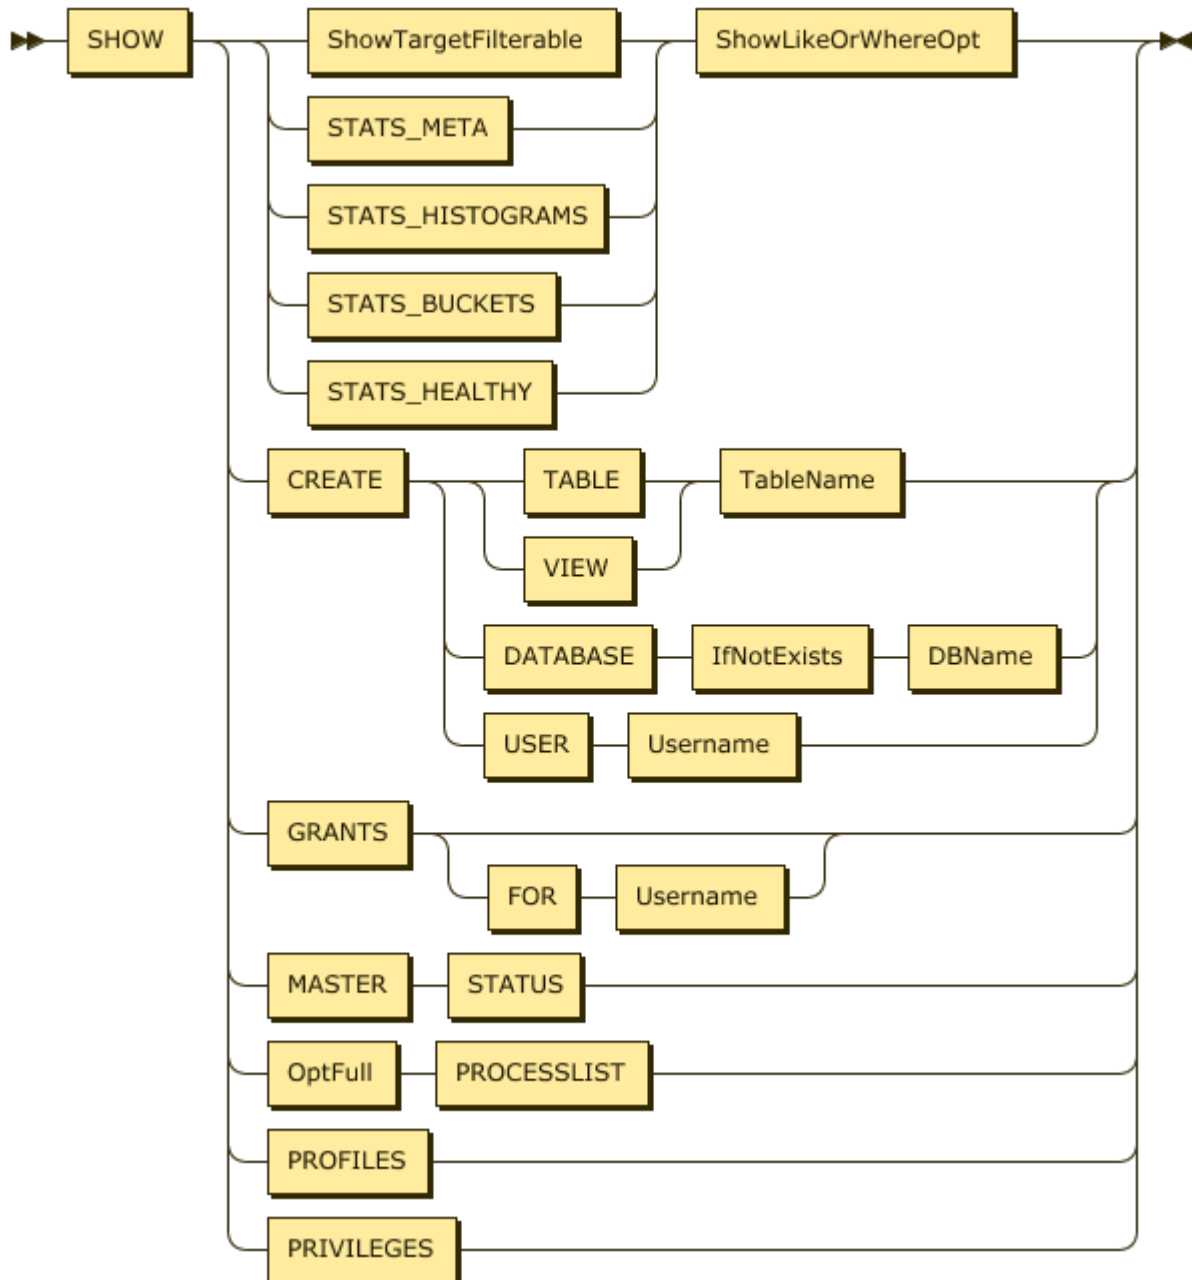 SHOW ShowTargetFilterable ShowLikeOrWhereOpt
STATS_META
STATS_HISTOGRAMS
STATS_BUCKETS
STATS_HEALTHY
CREATE TABLE TableName
VIEW
DATABASE IfNotExists DBName
USER Username
GRANTS
FOR Username
MASTER STATUS
OptFull PROCESSLIST
PROFILES
PRIVILEGES